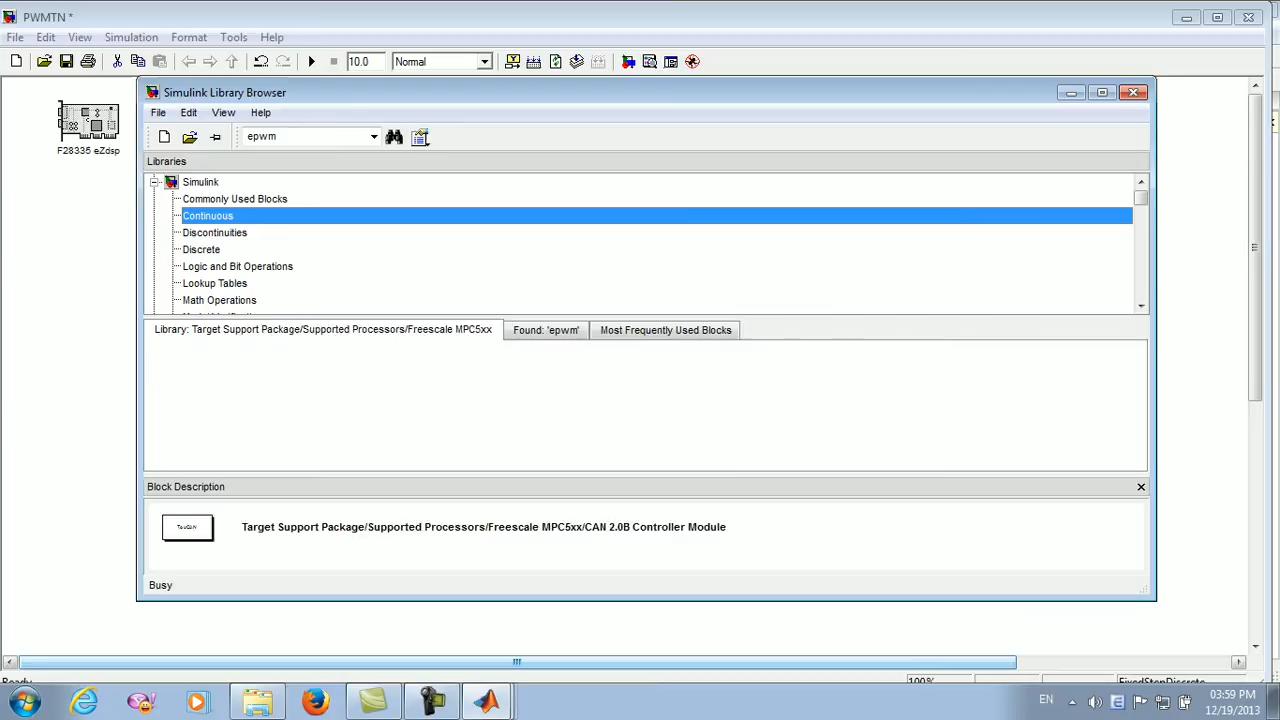 PWMTN *
File Edit View Simulation Format Tools Help
10.0 Normal
F28335 eZdsp
Simulink Library Browser
File Edit View Help
epwm
Libraries
Simulink
Commonly Used Blocks
Continuous
Discontinuities
Discrete
Logic and Bit Operations
Lookup Tables
Math Operations
Library: Target Support Package/Supported Processors/Freescale MPC5xx Found: 'epwm' Most Frequently Used Blocks
Block Description
TouCAN Target Support Package/Supported Processors/Freescale MPC5xx/CAN 2.0B Controller Module
Busy
Ready 100% FixedStepDiscrete
EN 03:59 PM
12/19/2013